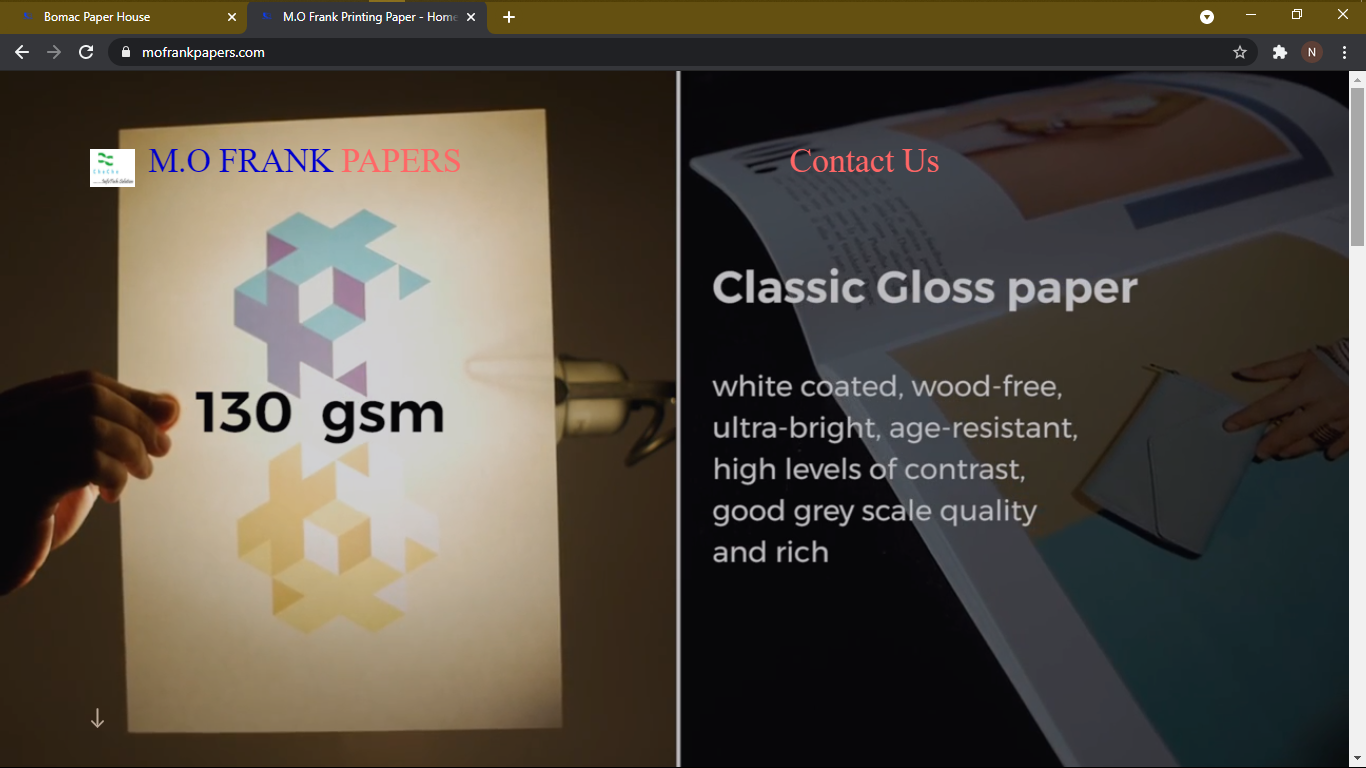 Bomac Paper House
M.O Frank Printing Paper - Home
mofrankpapers.com
N
M.O FRANK PAPERS
Contact Us
130 gsm
Classic Gloss paper
white coated, wood-free,
ultra-bright, age-resistant,
high levels of contrast,
good grey scale quality
and rich